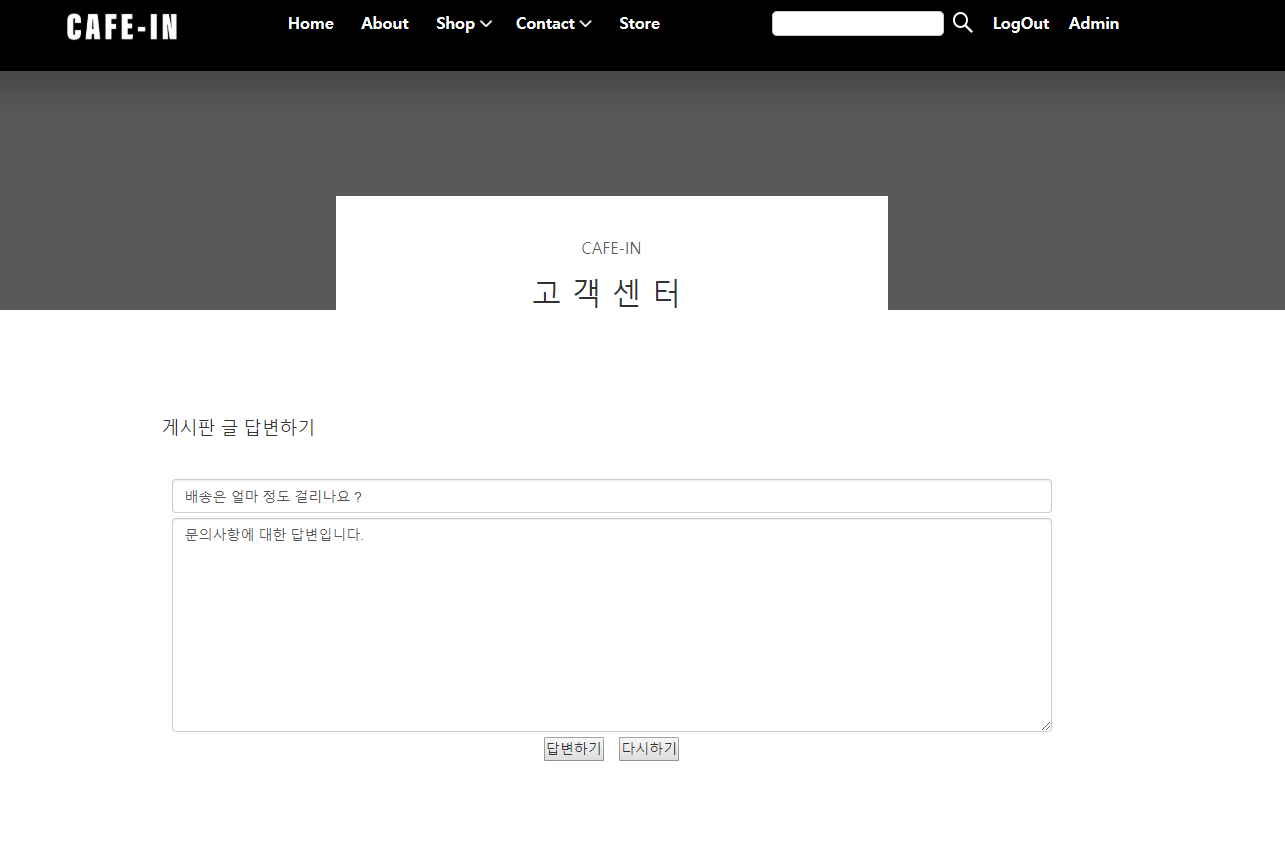 CAFE-IN Home About Shop Contact Store LogOut Admin
CAFE-IN
고객센터
게시판 글 답변하기
배송은 얼마 정도 걸리나요 ?
문의사항에 대한 답변입니다.
답변하기 다시하기